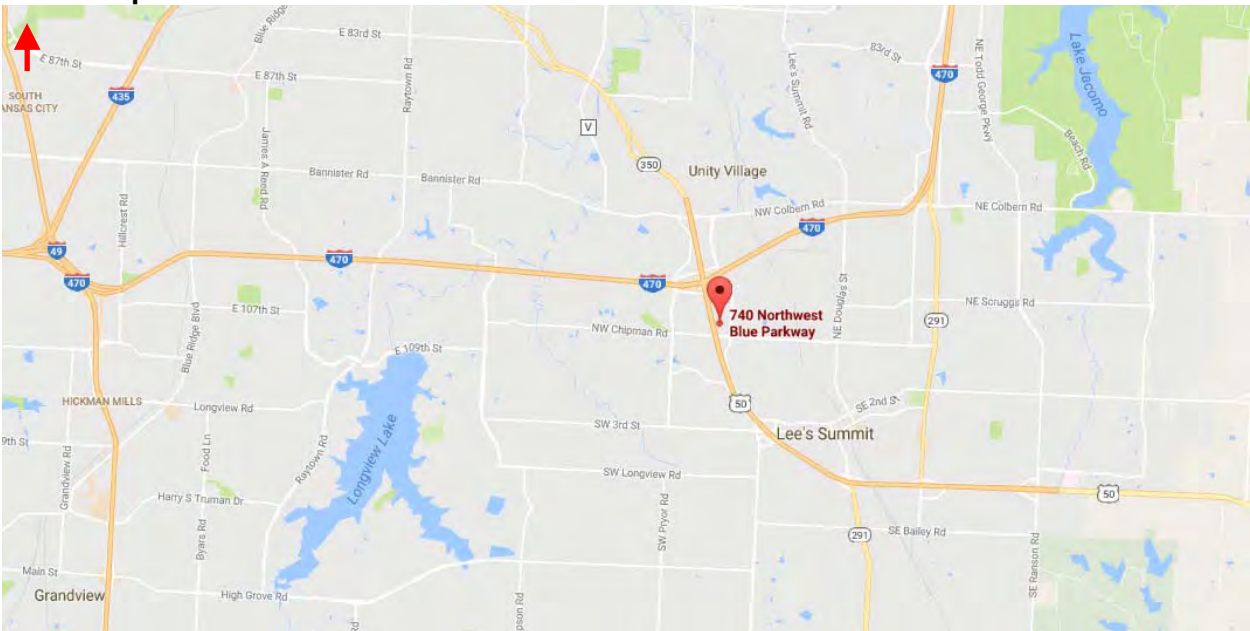 E 83rd St
Blue Ridge
83rd St
E 87th St
E 87th St
470
Lake Jacomo
SOUTH
ANSAS CITY
435
Raytown Rd
Lee's Summit Rd
NE Todd George Pkwy
V
James A Reed Rd
Beach Rd
350
Unity Village
Bannister Rd
Bannister Rd
Hillcrest Rd
NW Colbern Rd
NE Colbern Rd
470
49
470
470
470
NE Douglas St
E 107th St
NE Scruggs Rd
740 Northwest
Blue Parkway
291
NW Chipman Rd
Blue Ridge Blvd
E 109th St
HICKMAN MILLS
Longview Rd
50
SE 2nd St
SW 3rd St
Lee's Summit
9th St
Longview Lake
Food Ln
Raytown Rd
Grandview Rd
SW Longview Rd
Harry S Truman Dr
50
SW Pryor Rd
Byars Rd
291
SE Bailey Rd
SE Ranson Rd
Main St
Grandview
High Grove Rd
pson Rd
Rd